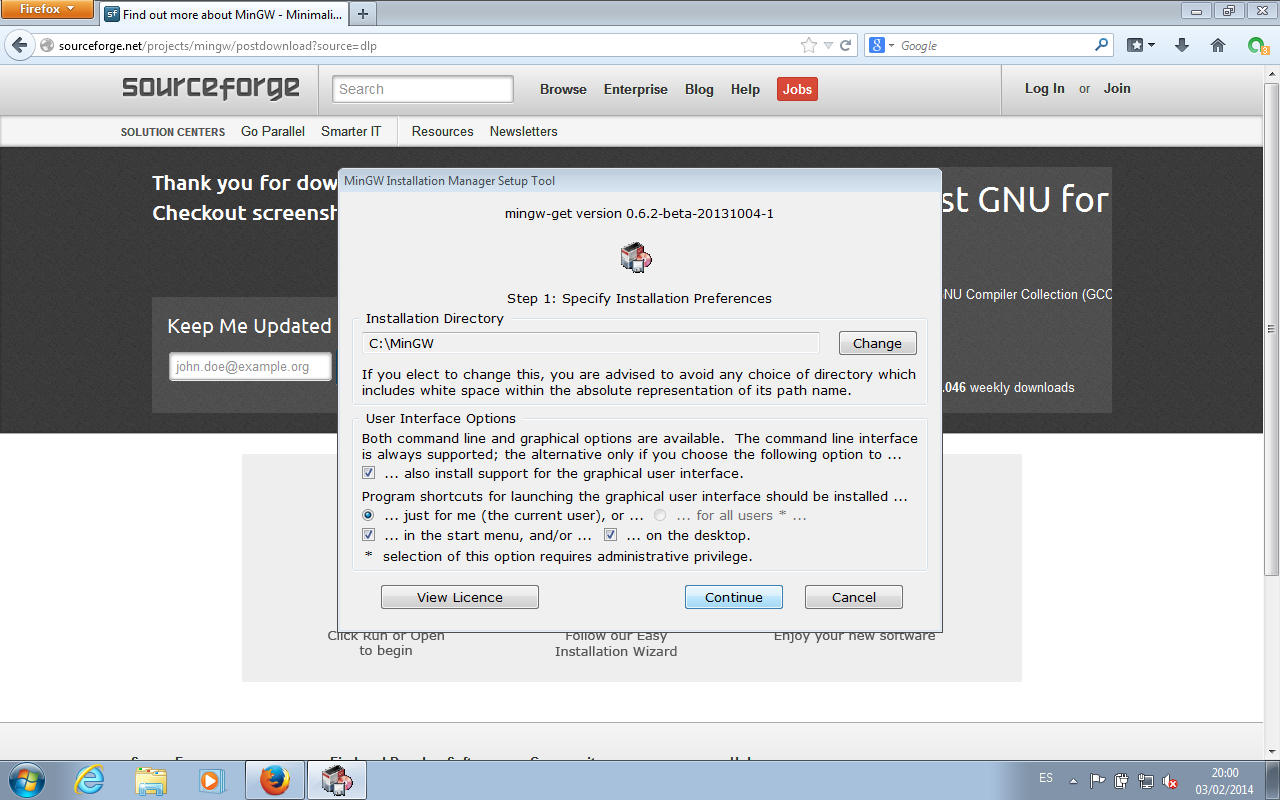 Firefox
Find out more about MinGW - Minimali...
sourceforge.net/projects/mingw/postdownload?source=dlp
Google
3
sourceforge
Search
Browse Enterprise Blog Help Jobs
Log In or Join
SOLUTION CENTERS Go Parallel Smarter IT Resources Newsletters
Thank you for dow
Checkout screensh
st GNU for
NU Compiler Collection (GCC
Keep Me Updated
john.doe@example.org
.046 weekly downloads
MinGW Installation Manager Setup Tool
mingw-get version 0.6.2-beta-20131004-1
Step 1: Specify Installation Preferences
Installation Directory
C:\MinGW
Change
If you elect to change this, you are advised to avoid any choice of directory which
includes white space within the absolute representation of its path name.
User Interface Options
Both command line and graphical options are available. The command line interface
is always supported; the alternative only if you choose the following option to ...
... also install support for the graphical user interface.
Program shortcuts for launching the graphical user interface should be installed ...
... just for me (the current user), or ... ... for all users * ...
... in the start menu, and/or ... ... on the desktop.
* selection of this option requires administrative privilege.
View Licence Continue Cancel
Click Run or Open
to begin
Follow our Easy
Installation Wizard
Enjoy your new software
ES
20:00
03/02/2014